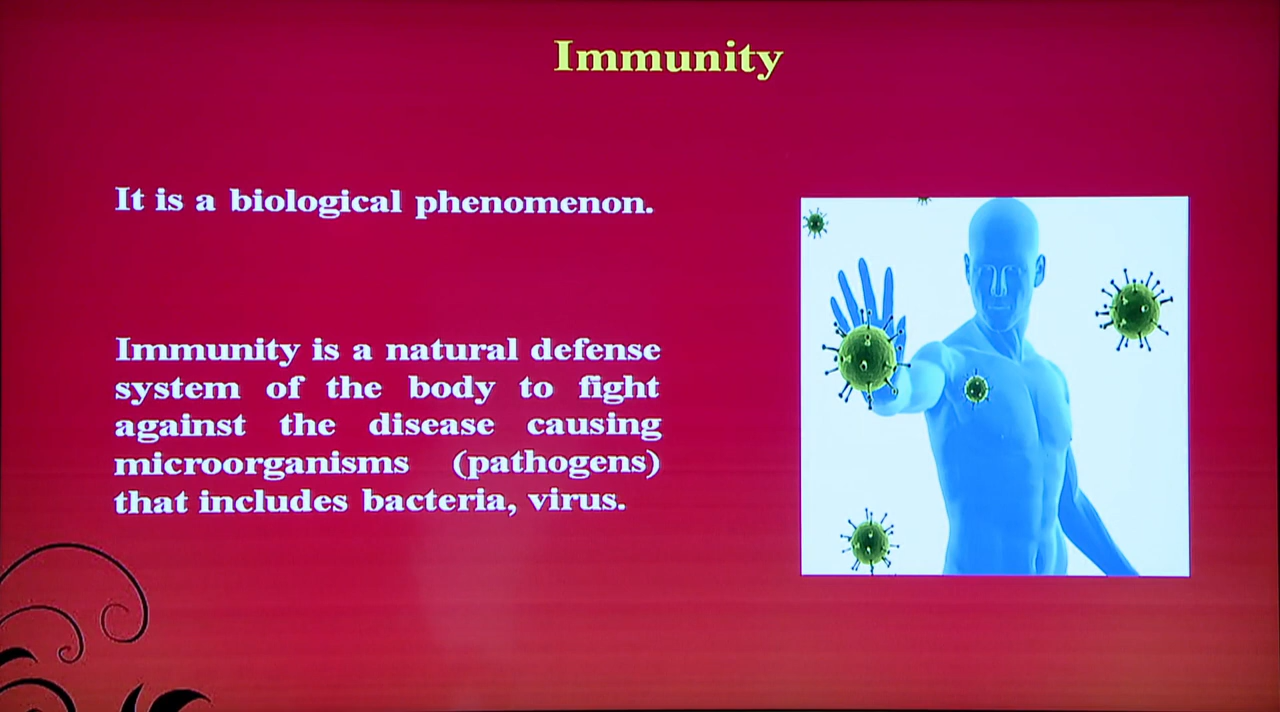 Immunity
It is a biological phenomenon.
Immunity is a natural defense
system of the body to fight
against the disease causing
microorganisms (pathogens)
that includes bacteria, virus.